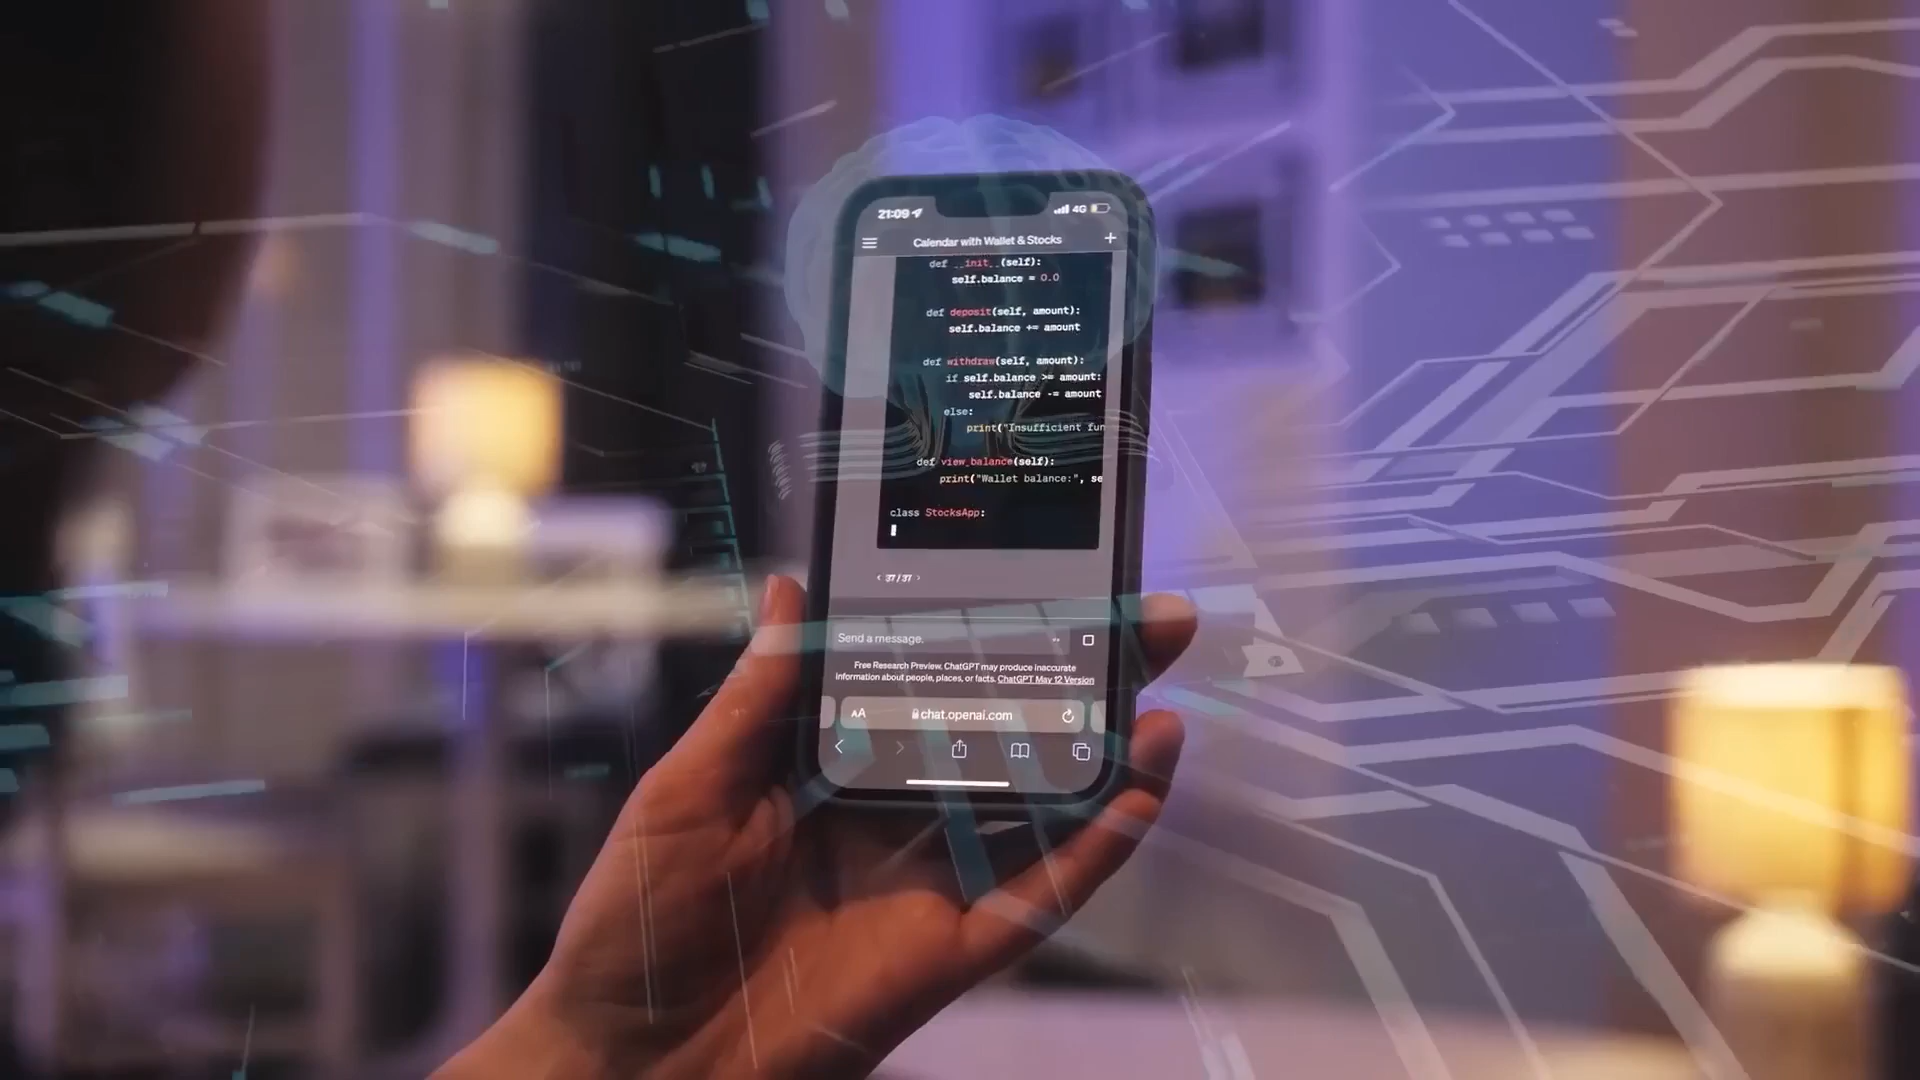 21:09
4G
Calendar with Wallet & Stocks
def __init__(self):
self.balance = 0.0
def deposit(self, amount):
self.balance += amount
def withdraw(self, amount):
if self.balance >= amount:
self.balance -= amount
else:
print("Insufficient fun
def view_balance(self):
print("Wallet balance:", se
class StocksApp:
< 37 / 37 >
Send a message.
Free Research Preview. ChatGPT may produce inaccurate
information about people, places, or facts. ChatGPT May 12 Version
AA chat.openai.com